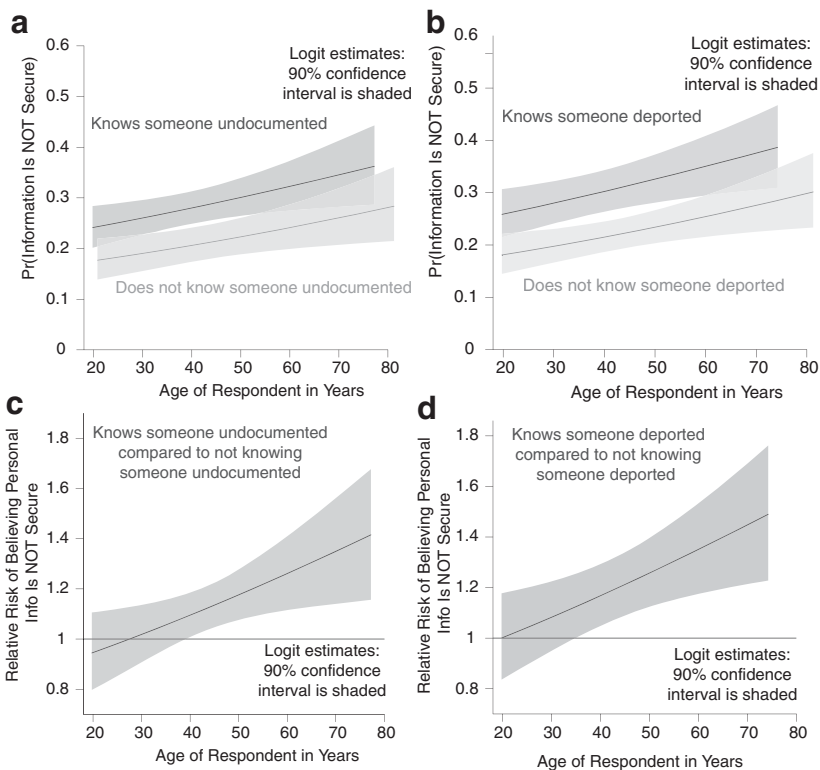 a
Pr(Information Is NOT Secure)
0.6
0.5
0.4
0.3
0.2
0.1
0
Logit estimates:
90% confidence
interval is shaded
Knows someone undocumented
Does not know someone undocumented
20 30 40 50 60 70 80
Age of Respondent in Years
b
Pr(Information Is NOT Secure)
0.6
0.5
0.4
0.3
0.2
0.1
0
Logit estimates:
90% confidence
interval is shaded
Knows someone deported
Does not know someone deported
20 30 40 50 60 70 80
Age of Respondent in Years
c
Relative Risk of Believing Personal
Info Is NOT Secure
1.8
1.6
1.4
1.2
1
0.8
Knows someone undocumented
compared to not knowing
someone undocumented
Logit estimates:
90% confidence
interval is shaded
20 30 40 50 60 70 80
Age of Respondent in Years
d
Relative Risk of Believing Personal
Info Is NOT Secure
1.8
1.6
1.4
1.2
1
0.8
Knows someone deported
compared to not knowing
someone deported
Logit estimates:
90% confidence
interval is shaded
20 30 40 50 60 70 80
Age of Respondent in Years